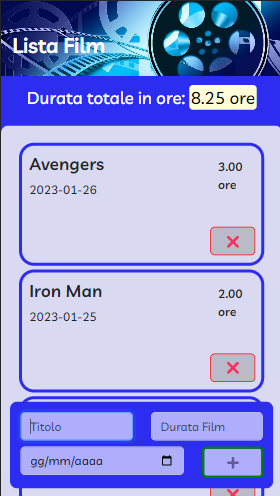 Lista Film
Durata totale in ore: 8.25 ore
Avengers
3.00
ore
2023-01-26
Iron Man
2.00
ore
2023-01-25
Titolo
Durata Film
gg/mm/aaaa
+